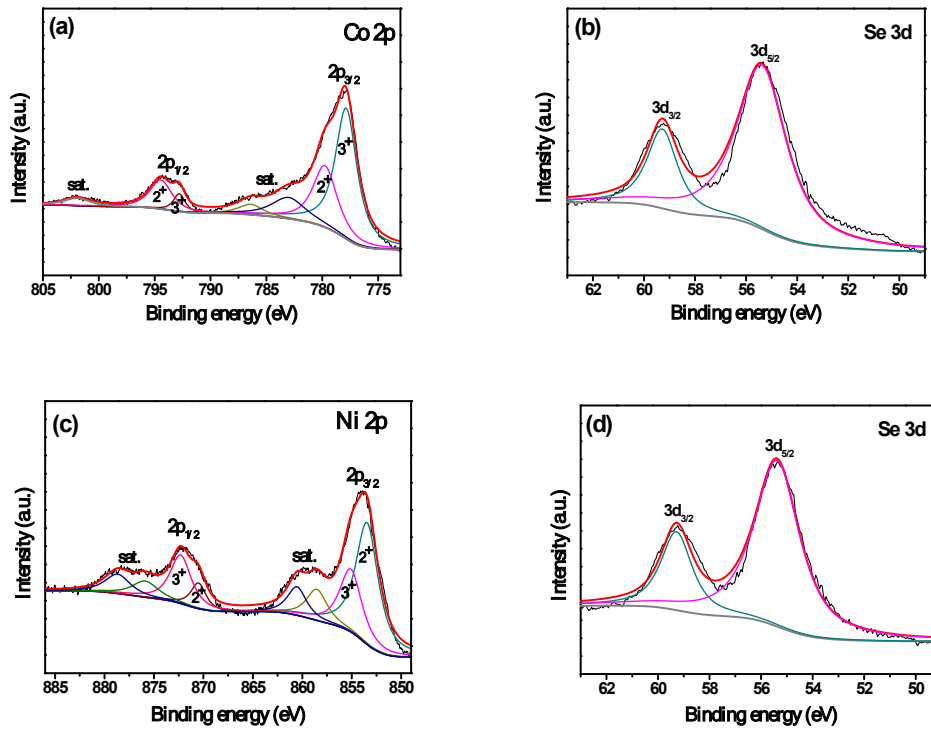 (a)
Co 2p
2p3/2
3+
2+
sat.
2p1/2
2+
3+
sat.
Intensity (a.u.)
805 800 795 790 785 780 775
Binding energy (eV)
(b)
Se 3d
3d5/2
3d3/2
Intensity (a.u.)
62 60 58 56 54 52 50
Binding energy (eV)
(c)
Ni 2p
2p3/2
2+
3+
sat.
2p1/2
3+
2+
sat.
Intensity (a.u.)
885 880 875 870 865 860 855 850
Binding energy (eV)
(d)
Se 3d
3d5/2
3d3/2
Intensity (a.u.)
62 60 58 56 54 52 50
Binding energy (eV)